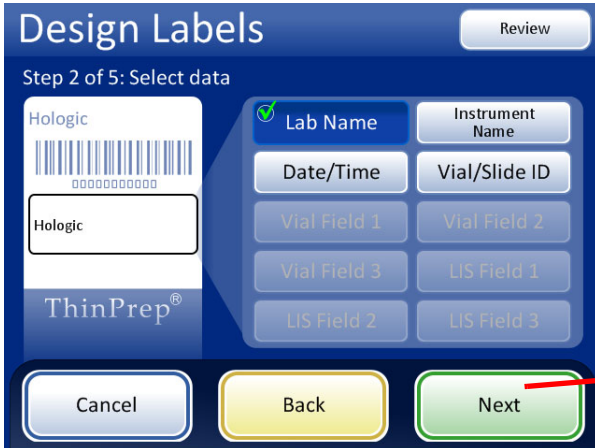 Design Labels
Review
Step 2 of 5: Select data
Hologic
Hologic
ThinPrep®
Lab Name
Instrument
Name
Date/Time
Vial/Slide ID
Vial Field 1
Vial Field 2
Vial Field 3
LIS Field 1
LIS Field 2
LIS Field 3
Cancel
Back
Next